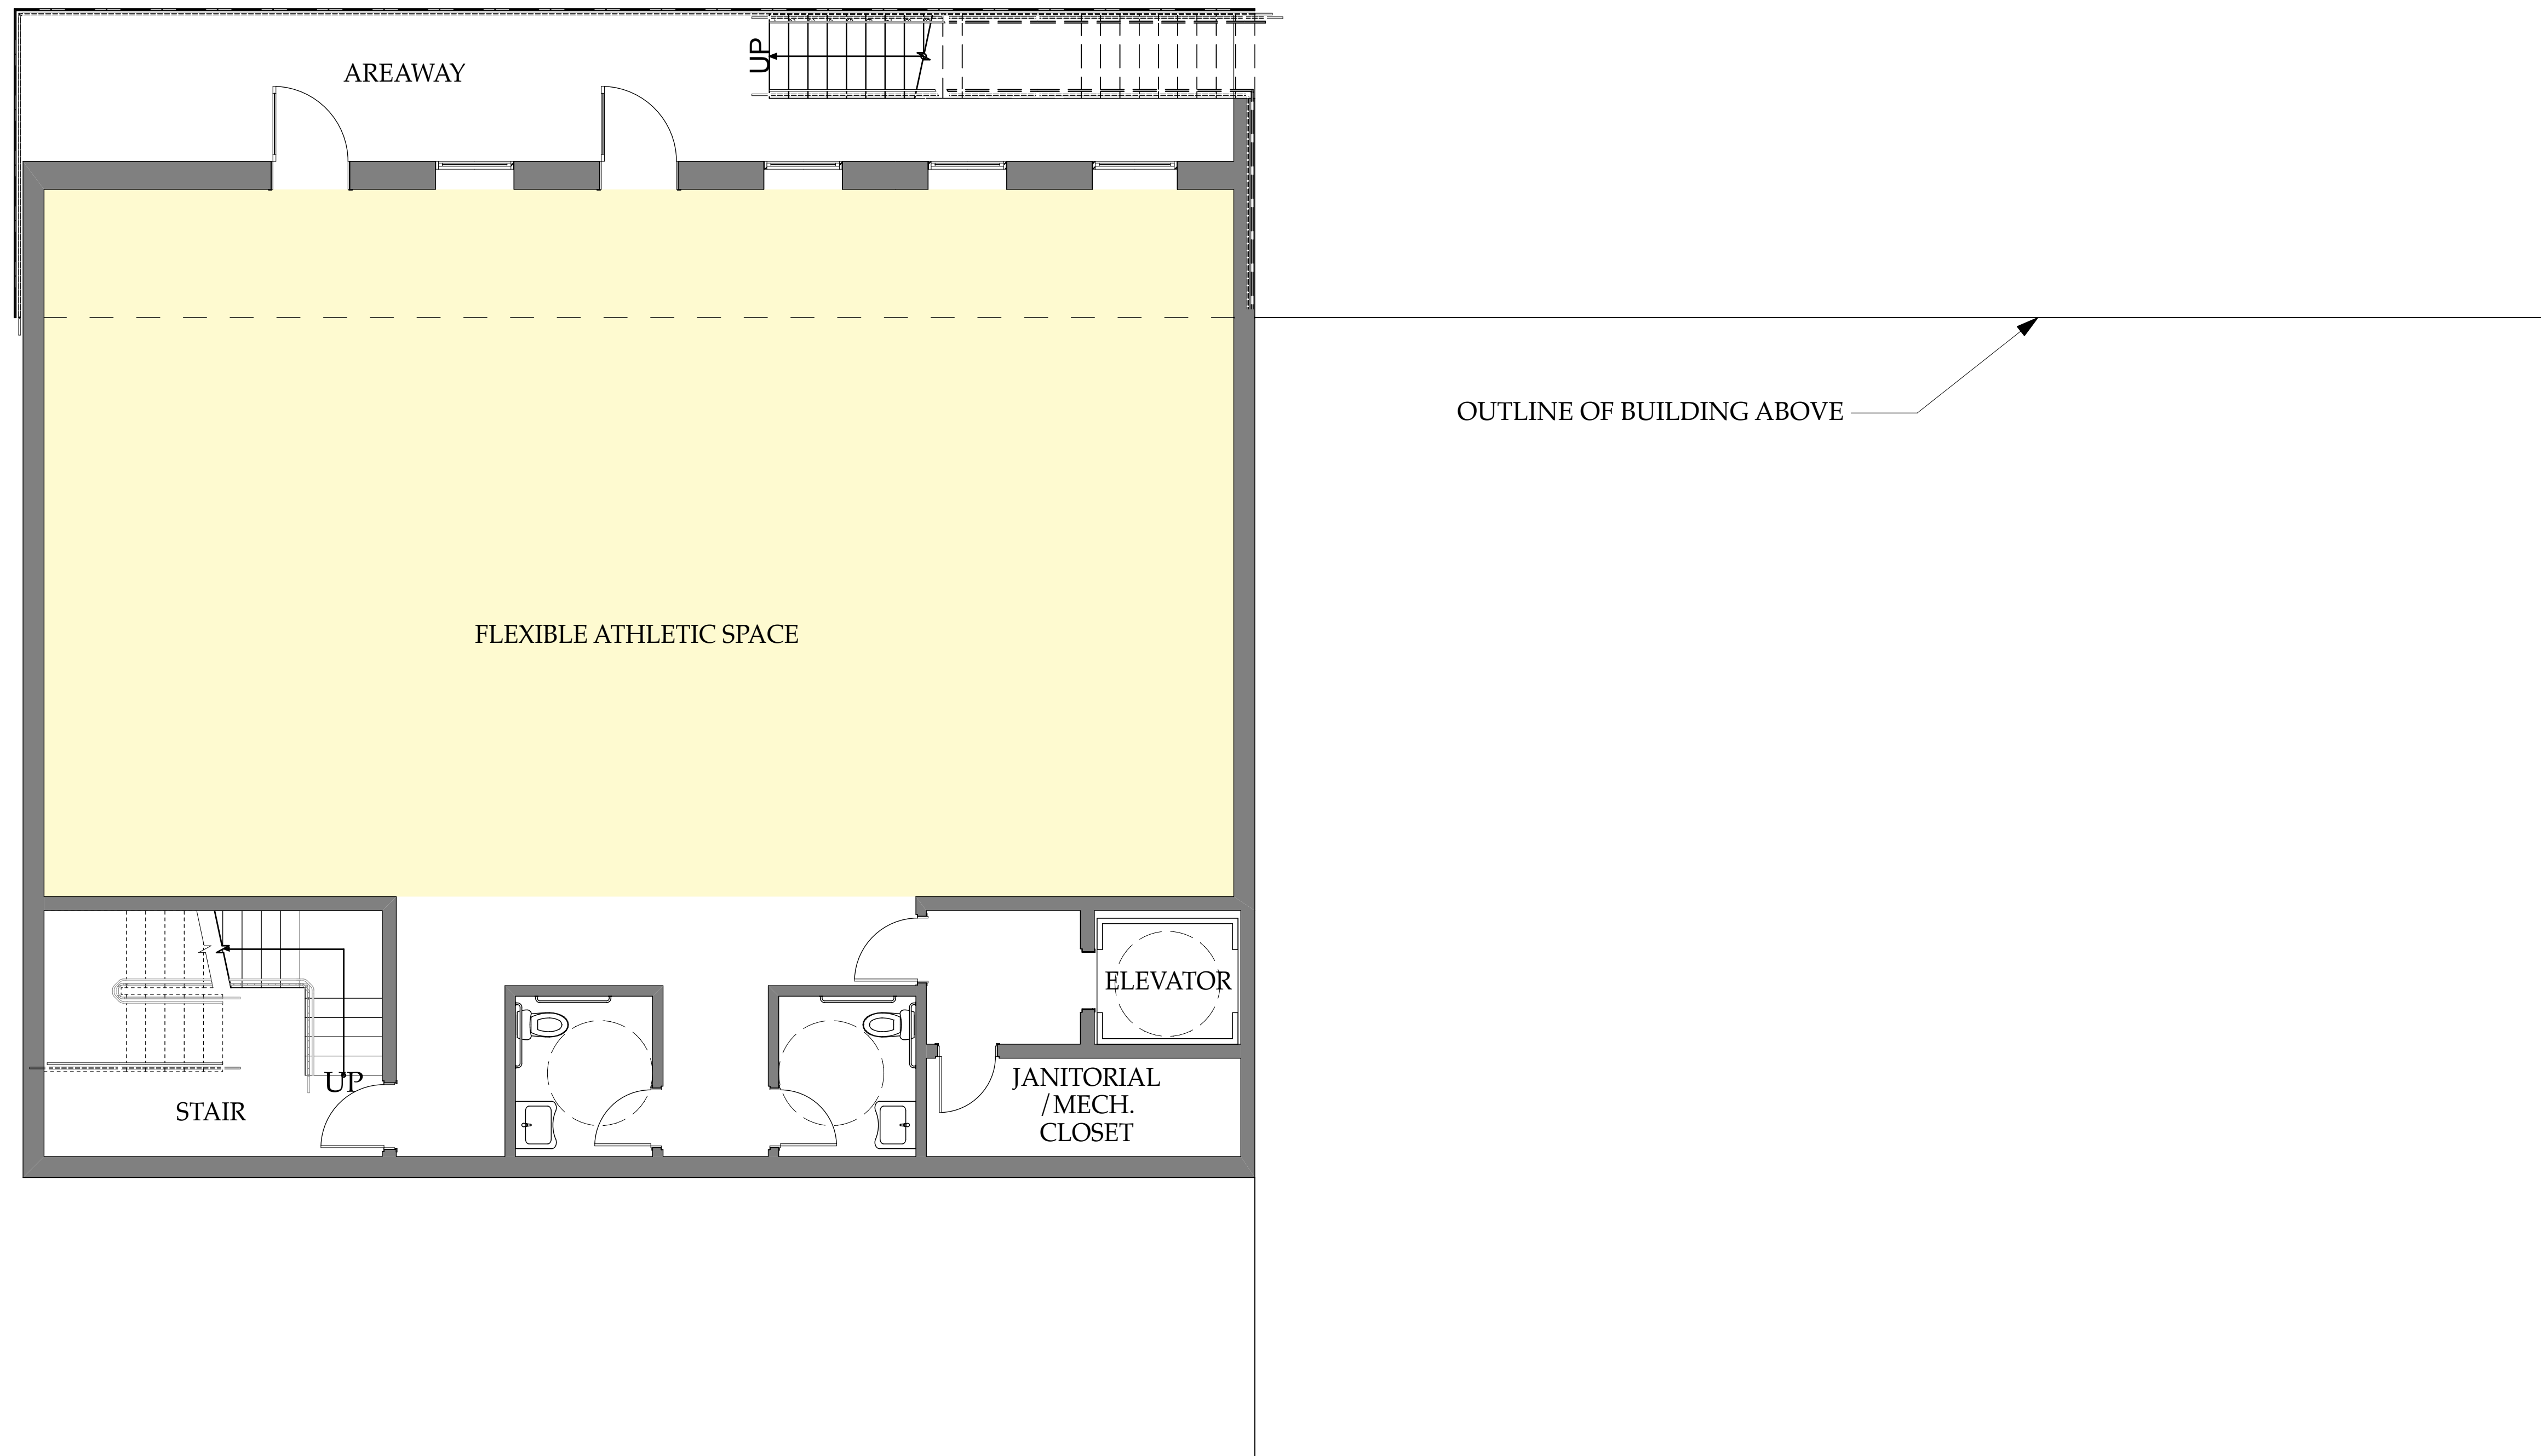 UP
AREAWAY
OUTLINE OF BUILDING ABOVE
FLEXIBLE ATHLETIC SPACE
ELEVATOR
UP
STAIR
JANITORIAL
/MECH.
CLOSET